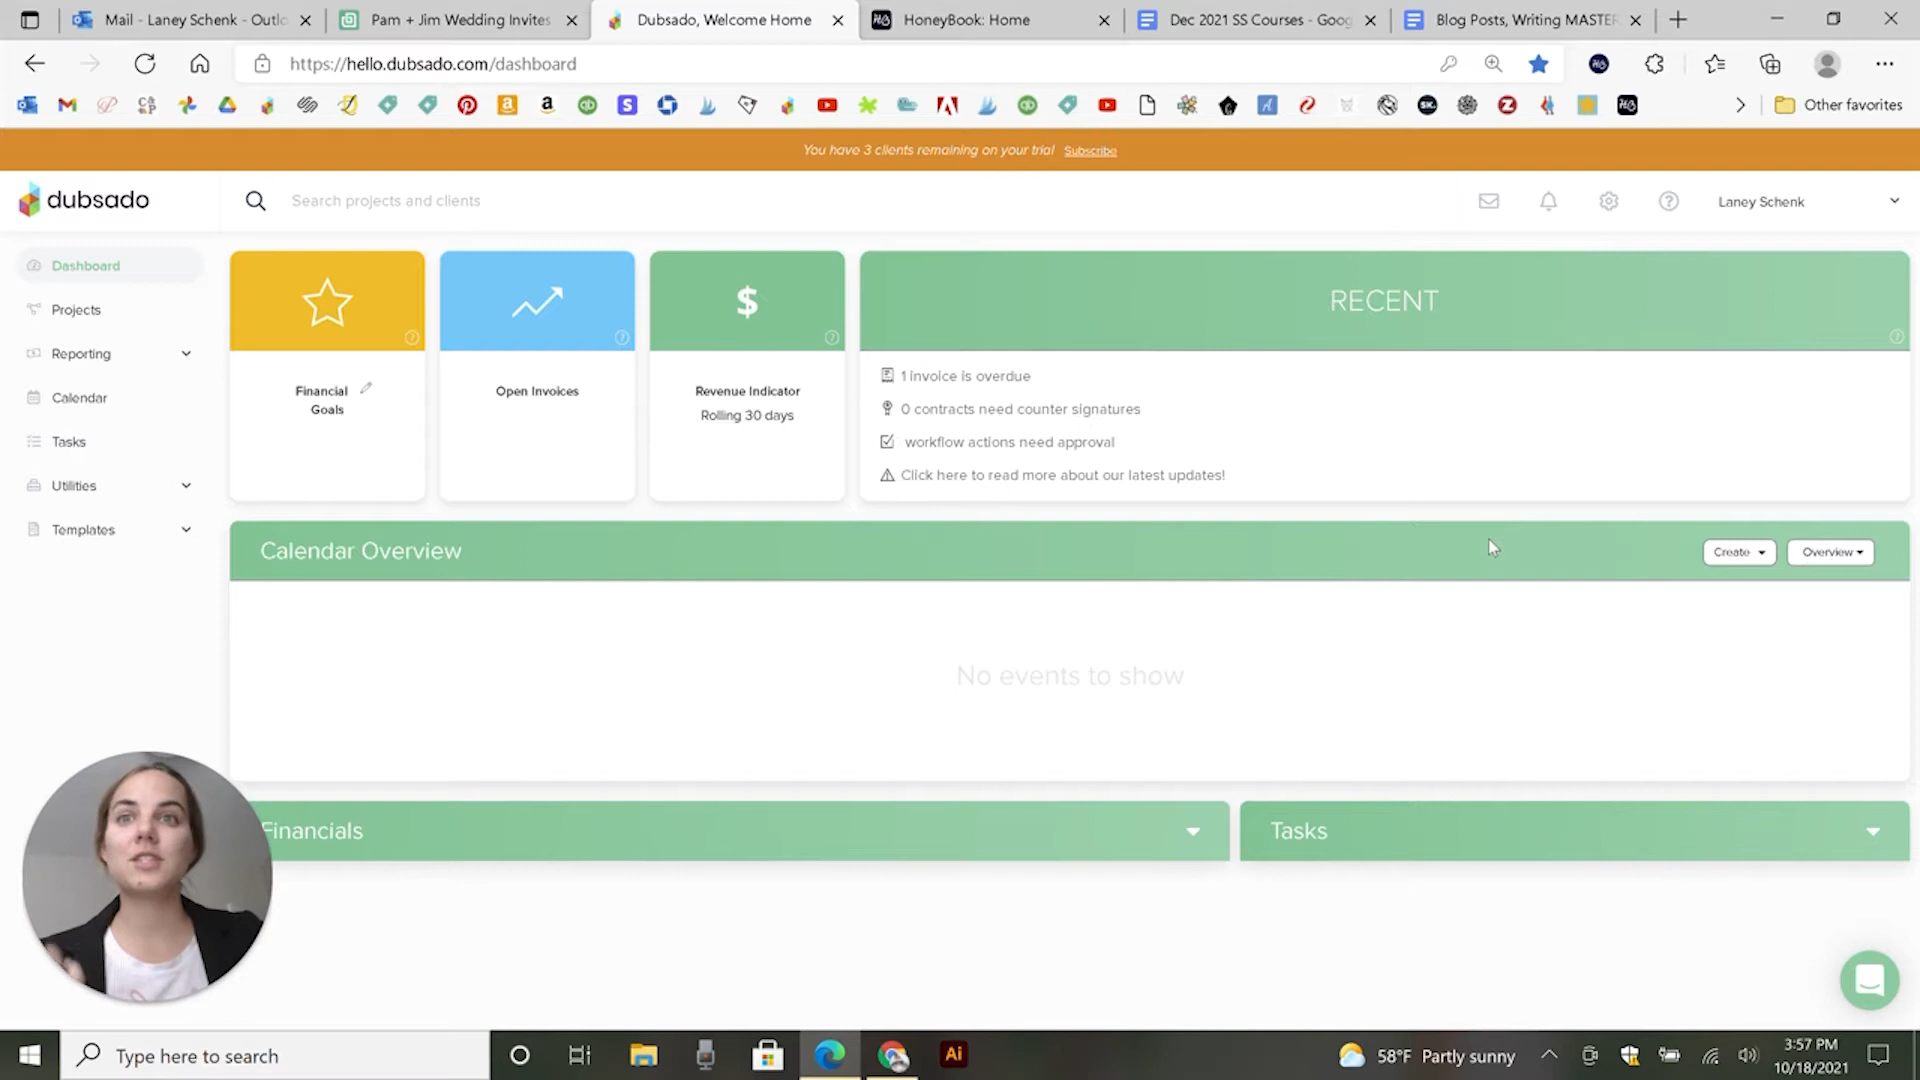 Mail - Laney Schenk - Outlo
Pam + Jim Wedding Invites
Dubsado, Welcome Home
HoneyBook: Home
Dec 2021 SS Courses - Goog
Blog Posts, Writing MASTER
https://hello.dubsado.com/dashboard
Other favorites
You have 3 clients remaining on your trial Subscribe
dubsado
Search projects and clients
Laney Schenk
Dashboard
Projects
Reporting
Calendar
Tasks
Utilities
Templates
Financial
Goals
Open Invoices
$
Revenue Indicator
Rolling 30 days
RECENT
1 invoice is overdue
0 contracts need counter signatures
workflow actions need approval
Click here to read more about our latest updates!
Calendar Overview
Create
Overview
No events to show
Financials
Tasks
Type here to search
Ai
58°F Partly sunny
3:57 PM
10/18/2021